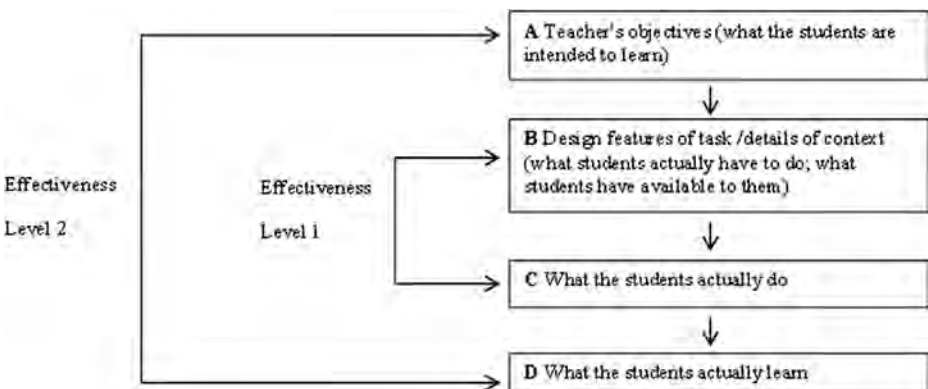 A Teacher's objectives (what the students are
intended to learn)
B Design features of task /details of context
(what students actually have to do; what
students have available to them)
Effectiveness
Level 2
Effectiveness
Level 1
C What the students actually do
D What the students actually learn